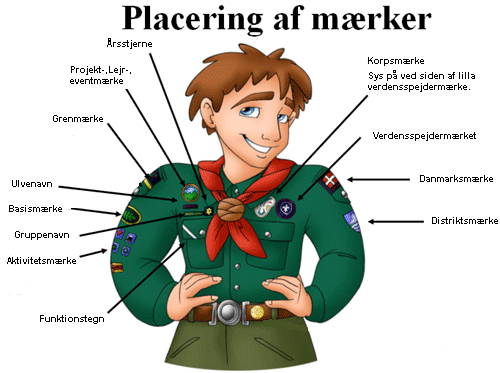 Placering af mærker
Årsstjerne
Projekt-,Lejr-,
eventmærke
Grenmærke
Ulvenavn
Basismærke
Gruppenavn
Aktivitetsmærke
Funktionstegn
Korpsmærke
Sys på ved siden af lilla
verdensspejdermærke.
Verdensspejdermærket
Danmarksmærke
Distriktsmærke